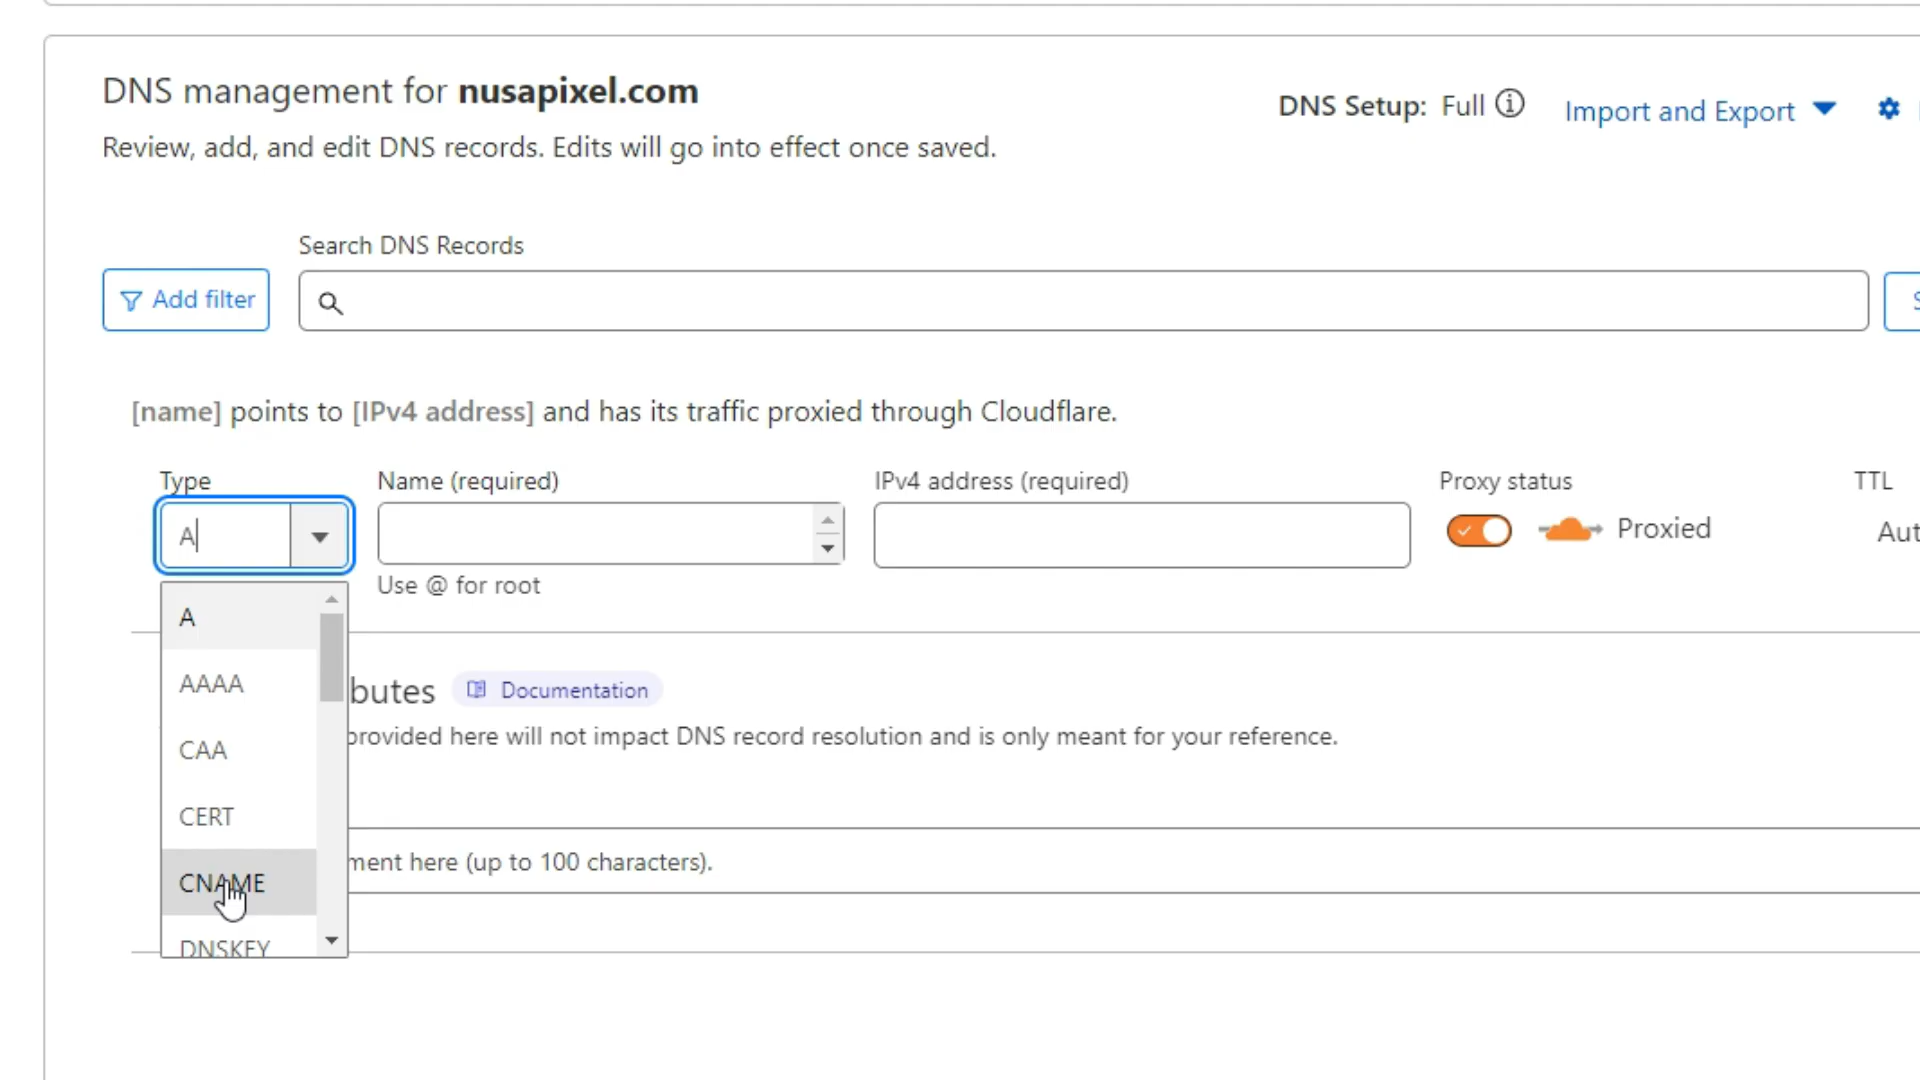 DNS management for nusapixel.com
DNS Setup: Full
Import and Export
Review, add, and edit DNS records. Edits will go into effect once saved.
Search DNS Records
Add filter
[name] points to [IPv4 address] and has its traffic proxied through Cloudflare.
Type
Name (required)
IPv4 address (required)
Proxy status
TTL
A
Proxied
Aut
Use @ for root
A
AAAA
butes
Documentation
provided here will not impact DNS record resolution and is only meant for your reference.
CAA
CERT
ment here (up to 100 characters).
CNAME
DNSKEY